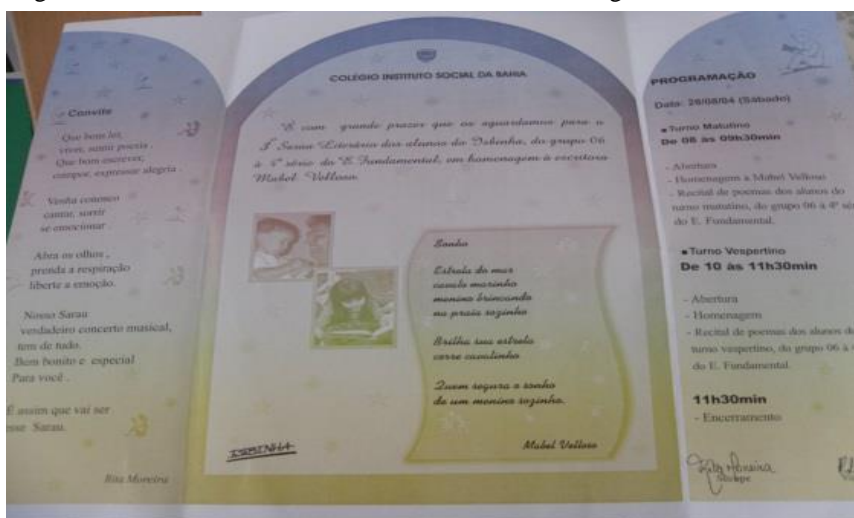 Convite
Que bom ler,
viver, sentir poesia .
Que bom escrever,
compor, expressar alegria .
Venha conosco
cantar, sorrir
se emocionar .
Abra os olhos ,
prenda a respiração
liberte a emoção.
Nosso Sarau
verdadeiro concerto musical,
tem de tudo.
Bem bonito e especial
Para você .
É assim que vai ser
esse Sarau.
Rita Moreira
COLÉGIO INSTITUTO SOCIAL DA BAHIA
É com grande prazer que os aguardamos para o
I Sarau Literário dos alunos do Isbinha, do grupo 06
à 4ª série do E. Fundamental, em homenagem à escritora
Mabel Velloso.
Sonho
Estrela do mar
cavalo marinho
menino brincando
na praia sozinho
Brilha sua estrela
corre cavalinho
Quem segura o sonho
de um menino sozinho.
Mabel Velloso
ISBINHA
PROGRAMAÇÃO
Data: 28/08/04 (Sábado)
Turno Matutino
De 08 às 09h30min
- Abertura
- Homenagem a Mabel Velloso
- Recital de poemas dos alunos do
turno matutino, do grupo 06 à 4ª
do E. Fundamental.
Turno Vespertino
De 10 às 11h30min
- Abertura
- Homenagem
- Recital de poemas dos alunos
turno vespertino, do grupo 06 à
do E. Fundamental.
11h30min
- Encerramento
Rita Moreira